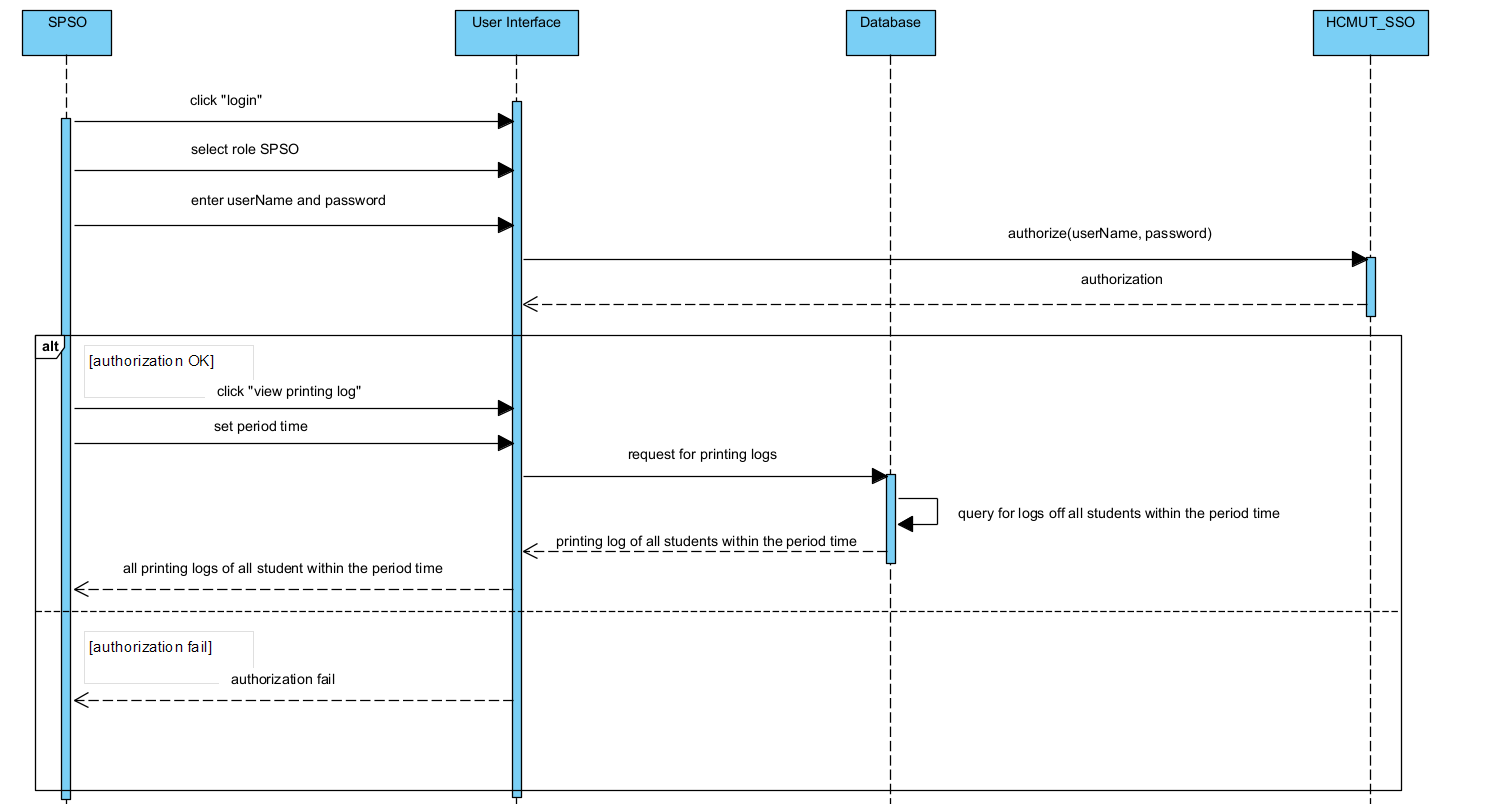 SPSO
User Interface
Database
HCMUT_SSO
click "login"
select role SPSO
enter userName and password
authorize(userName, password)
authorization
alt
[authorization OK]
click "view printing log"
set period time
request for printing logs
query for logs off all students within the period time
printing log of all students within the period time
all printing logs of all student within the period time
[authorization fail]
authorization fail